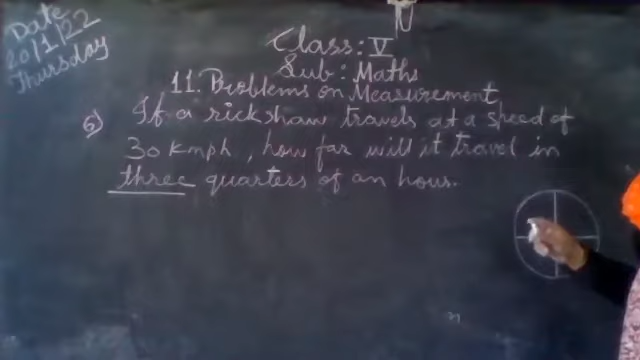 Date
20/1/22
Thursday
Class: V
Sub: Maths
11. Problems on Measurement
6) If a rickshaw travels at a speed of
30 kmph, how far will it travel in
three quarters of an hour.